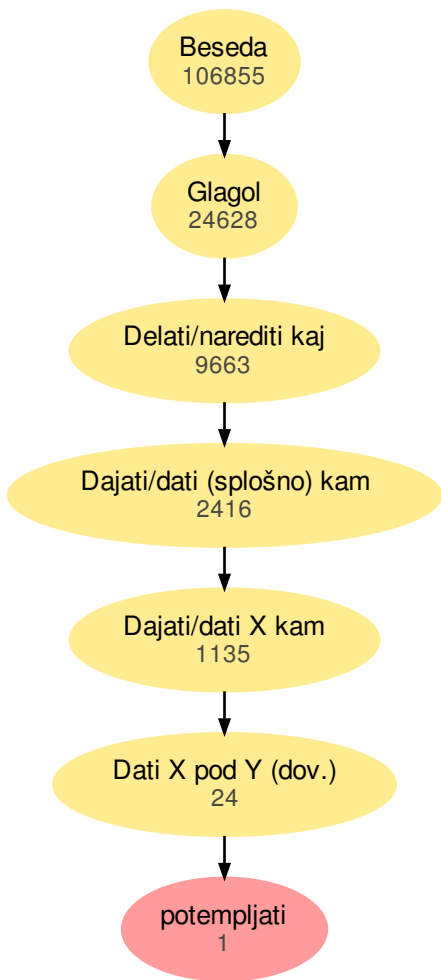 Beseda
106855
Glagol
24628
Delati/narediti kaj
9663
Dajati/dati (splošno) kam
2416
Dajati/dati X kam
1135
Dati X pod Y (dov.)
24
potempljati
1